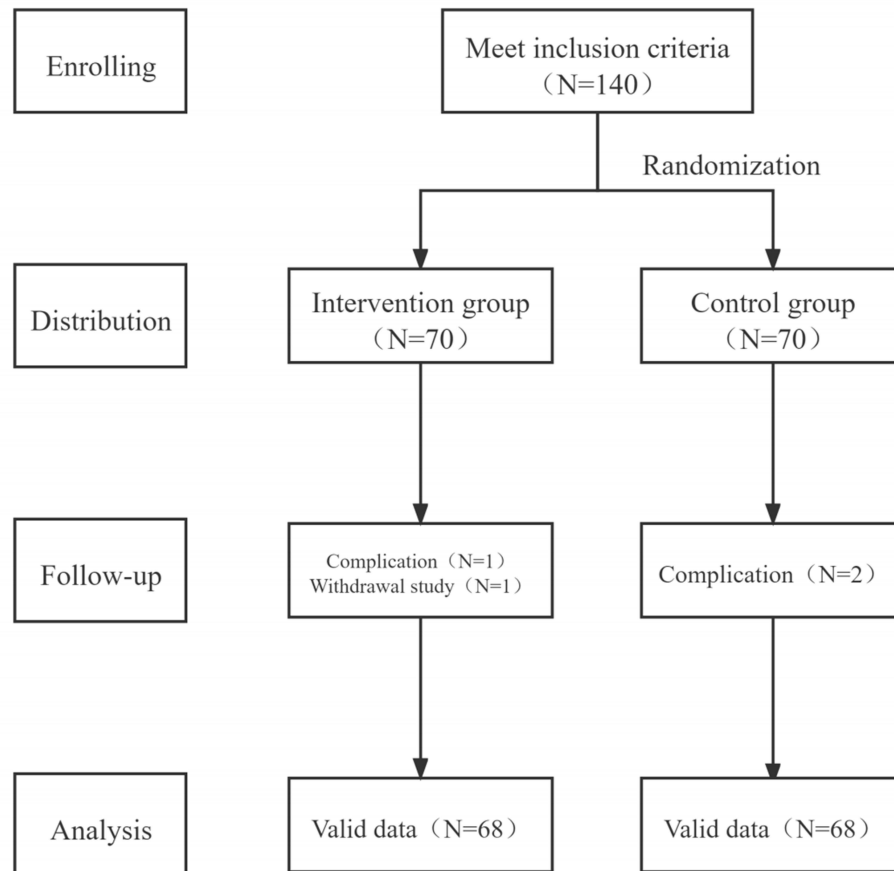 Enrolling
Meet inclusion criteria
（N=140）
Randomization
Distribution
Intervention group
（N=70）
Control group
（N=70）
Follow-up
Complication（N=1）
Withdrawal study（N=1）
Complication（N=2）
Analysis
Valid data（N=68）
Valid data（N=68）